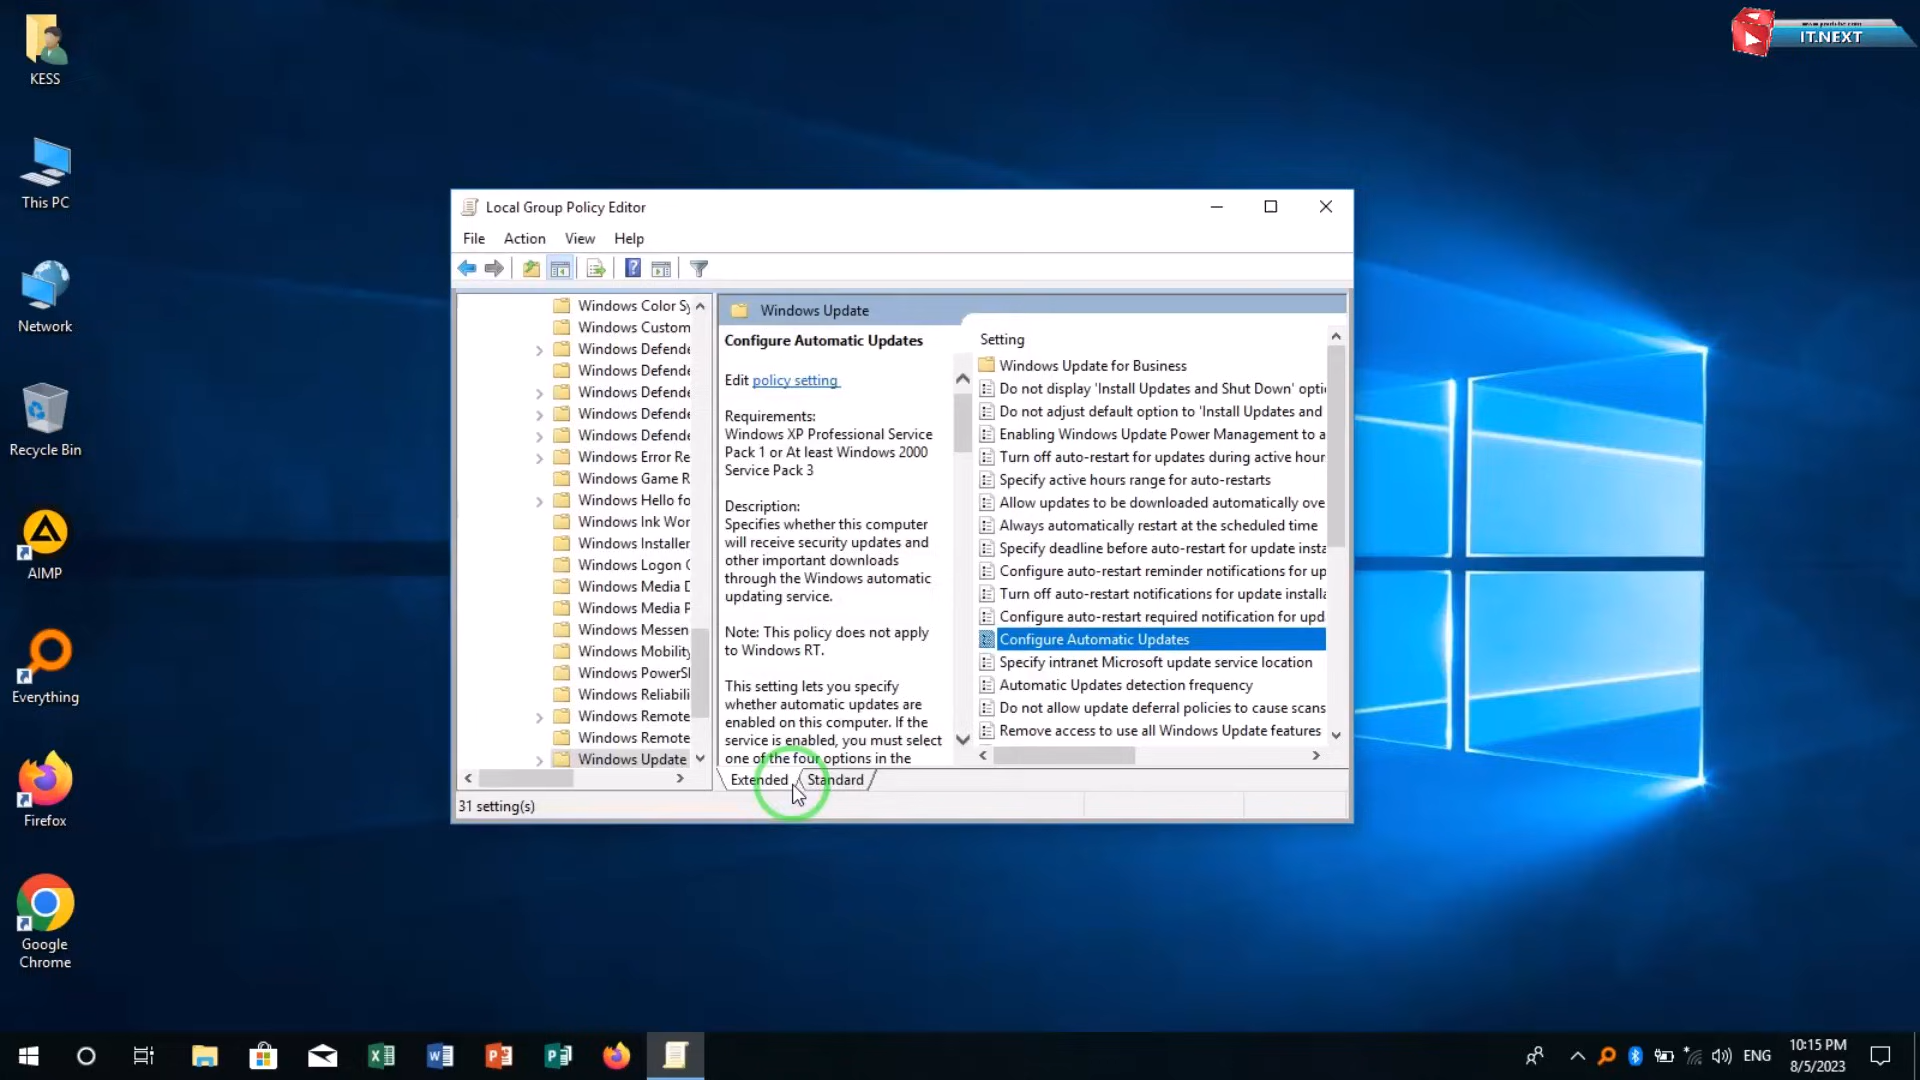 KESS
This PC
Network
Recycle Bin
AIMP
Everything
Firefox
Google
Chrome
IT.NEXT
Local Group Policy Editor
File Action View Help
Windows Color Sy
Windows Custom
Windows Defende
Windows Defende
Windows Defende
Windows Defende
Windows Defende
Windows Error Re
Windows Game R
Windows Hello fo
Windows Ink Wor
Windows Installer
Windows Logon O
Windows Media D
Windows Media P
Windows Messen
Windows Mobility
Windows PowerSh
Windows Reliabili
Windows Remote
Windows Remote
Windows Update
Windows Update
Configure Automatic Updates
Edit policy setting
Requirements:
Windows XP Professional Service
Pack 1 or At least Windows 2000
Service Pack 3
Description:
Specifies whether this computer
will receive security updates and
other important downloads
through the Windows automatic
updating service.
Note: This policy does not apply
to Windows RT.
This setting lets you specify
whether automatic updates are
enabled on this computer. If the
service is enabled, you must select
one of the four options in the
Setting
Windows Update for Business
Do not display 'Install Updates and Shut Down' opti
Do not adjust default option to 'Install Updates and
Enabling Windows Update Power Management to a
Turn off auto-restart for updates during active hour
Specify active hours range for auto-restarts
Allow updates to be downloaded automatically ove
Always automatically restart at the scheduled time
Specify deadline before auto-restart for update insta
Configure auto-restart reminder notifications for up
Turn off auto-restart notifications for update installa
Configure auto-restart required notification for upd
Configure Automatic Updates
Specify intranet Microsoft update service location
Automatic Updates detection frequency
Do not allow update deferral policies to cause scans
Remove access to use all Windows Update features
Extended Standard
31 setting(s)
ENG
10:15 PM
8/5/2023